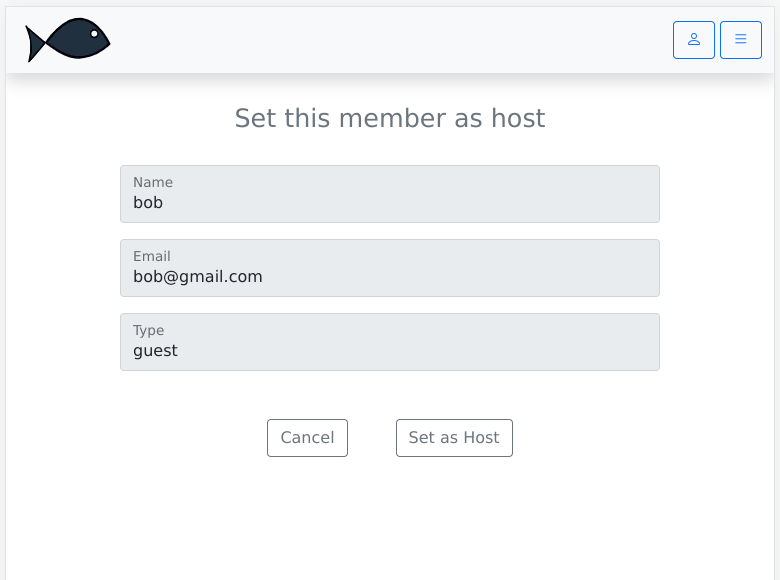 Set this member as host
Name
bob
Email
bob@gmail.com
Type
guest
Cancel
Set as Host